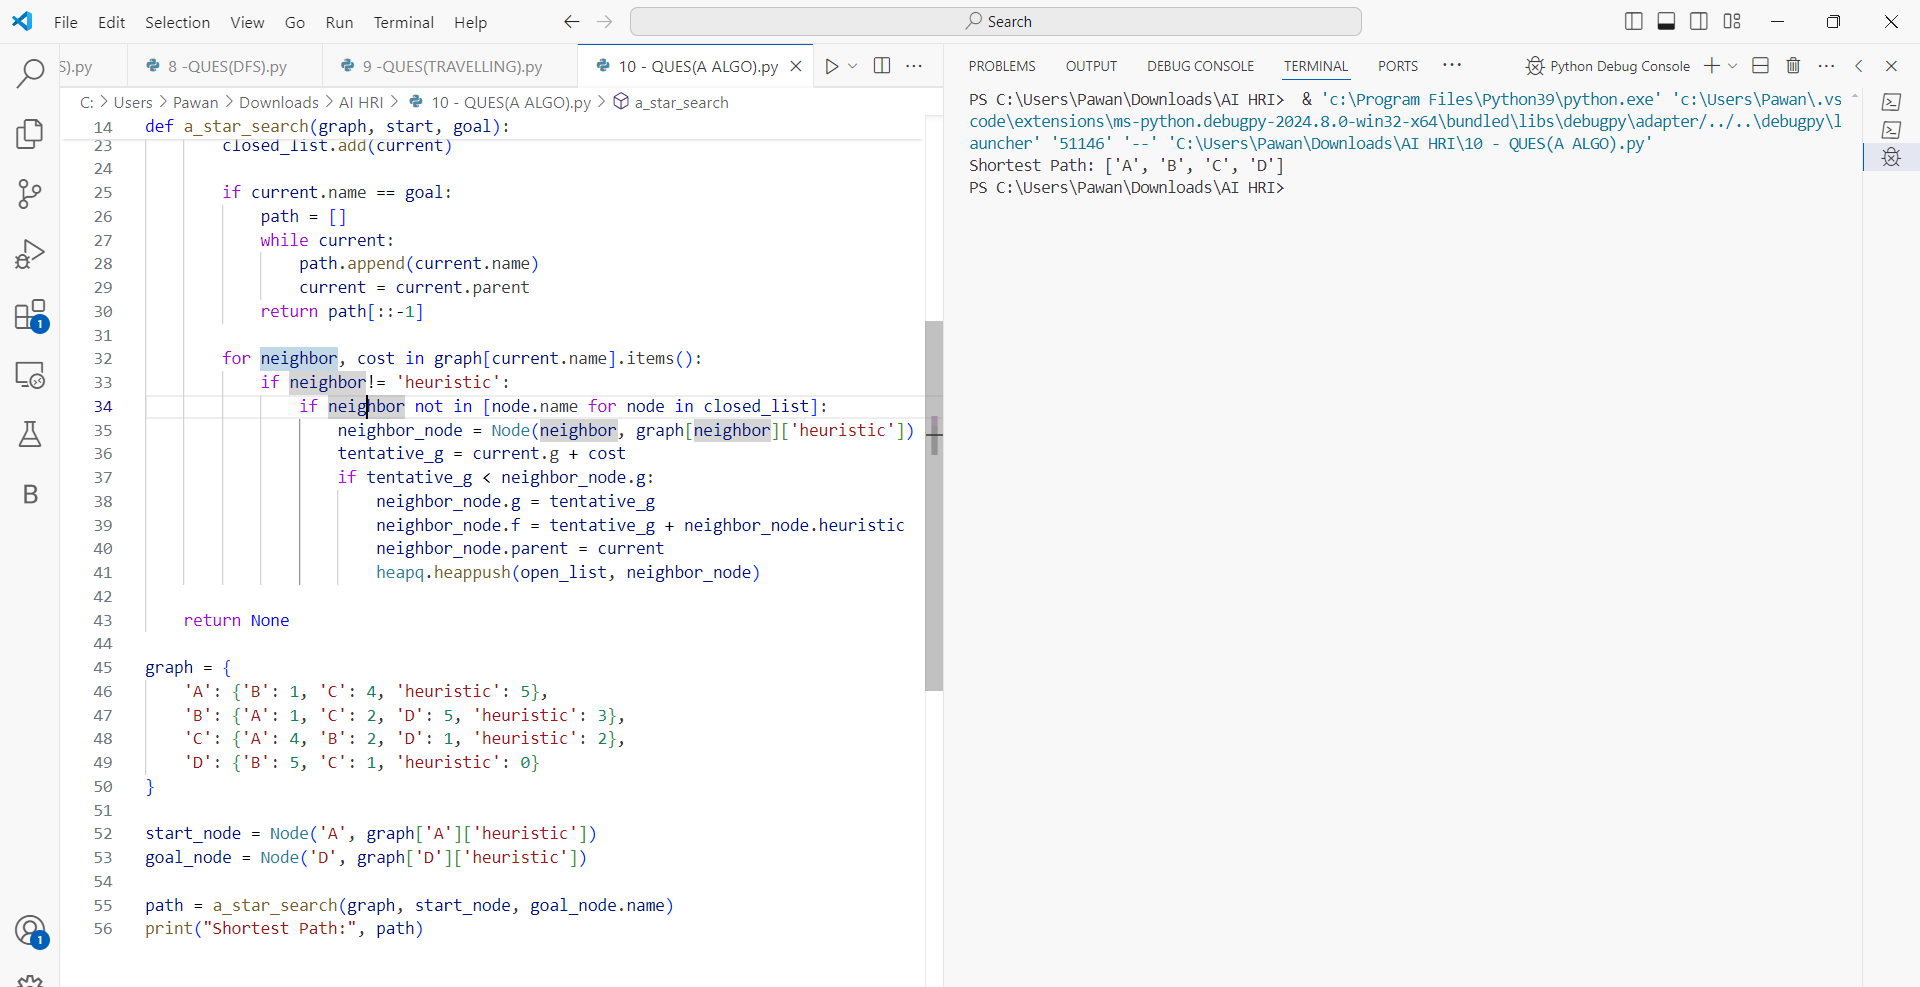 File Edit Selection View Go Run Terminal Help Search
S).py 8 -QUES(DFS).py 9 -QUES(TRAVELLING).py 10 - QUES(A ALGO).py
C: > Users > Pawan > Downloads > AI HRI > 10 - QUES(A ALGO).py > a_star_search
14 def a_star_search(graph, start, goal):
23 closed_list.add(current)
24
25 if current.name == goal:
26 path = []
27 while current:
28 path.append(current.name)
29 current = current.parent
30 return path[::-1]
31
32 for neighbor, cost in graph[current.name].items():
33 if neighbor!= 'heuristic':
34 if neighbor not in [node.name for node in closed_list]:
35 neighbor_node = Node(neighbor, graph[neighbor]['heuristic'])
36 tentative_g = current.g + cost
37 if tentative_g < neighbor_node.g:
38 neighbor_node.g = tentative_g
39 neighbor_node.f = tentative_g + neighbor_node.heuristic
40 neighbor_node.parent = current
41 heapq.heappush(open_list, neighbor_node)
42
43 return None
44
45 graph = {
46 'A': {'B': 1, 'C': 4, 'heuristic': 5},
47 'B': {'A': 1, 'C': 2, 'D': 5, 'heuristic': 3},
48 'C': {'A': 4, 'B': 2, 'D': 1, 'heuristic': 2},
49 'D': {'B': 5, 'C': 1, 'heuristic': 0}
50 }
51
52 start_node = Node('A', graph['A']['heuristic'])
53 goal_node = Node('D', graph['D']['heuristic'])
54
55 path = a_star_search(graph, start_node, goal_node.name)
56 print("Shortest Path:", path)
1
B
1
PROBLEMS OUTPUT DEBUG CONSOLE TERMINAL PORTS ··· Python Debug Console
PS C:\Users\Pawan\Downloads\AI HRI> & 'c:\Program Files\Python39\python.exe' 'c:\Users\Pawan\.vs
code\extensions\ms-python.debugpy-2024.8.0-win32-x64\bundled\libs\debugpy\adapter/../..\debugpy\l
auncher' '51146' '--' 'C:\Users\Pawan\Downloads\AI HRI\10 - QUES(A ALGO).py'
Shortest Path: ['A', 'B', 'C', 'D']
PS C:\Users\Pawan\Downloads\AI HRI>